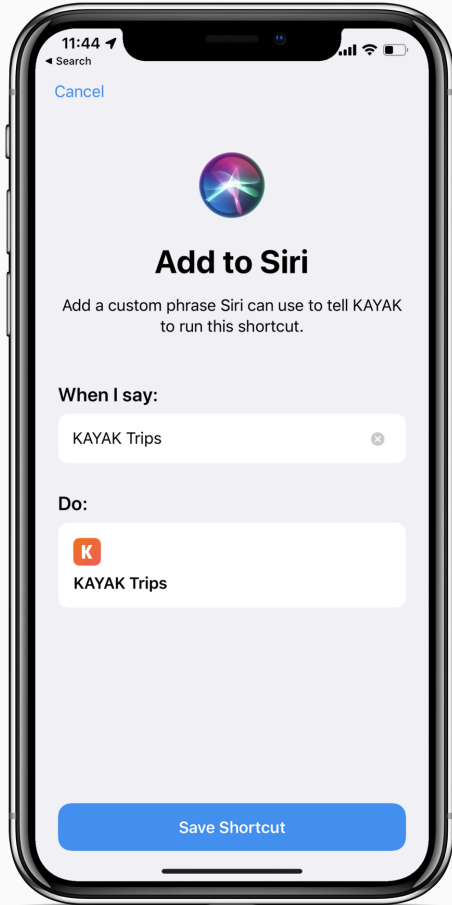 11:44
◀ Search
Cancel
Add to Siri
Add a custom phrase Siri can use to tell KAYAK
to run this shortcut.
When I say:
KAYAK Trips
Do:
K
KAYAK Trips
Save Shortcut